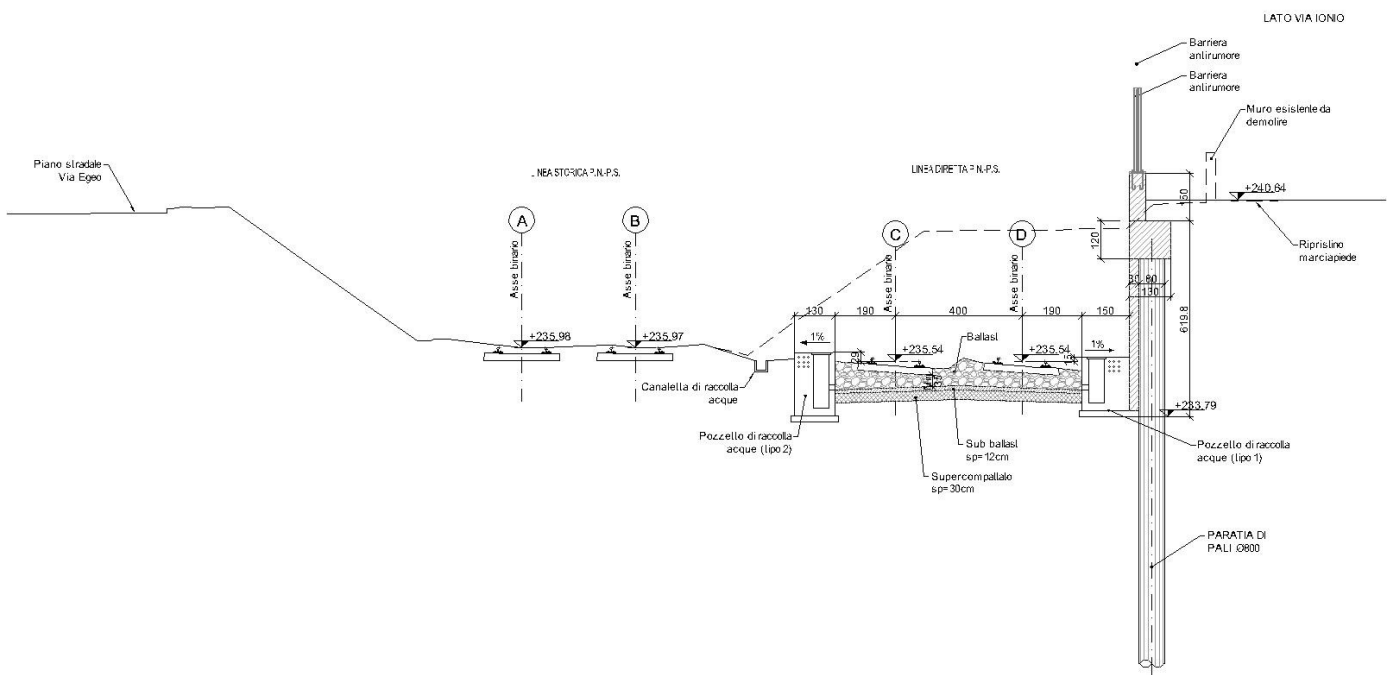 LATO VIA IONIO
Barriera
antirumore
Barriera
antirumore
Muro esistente da
demolire
Piano stradale
Via Egeo
LINEA STORICA P.N.-P.S.
LINEA DIRETTA P.N.-P.S.
+240.64
150
A
B
C
D
120
Ripristino
marciapiede
Asse binario
Asse binario
Asse binario
Asse binario
30 80
130
130
190
400
190
150
619.8
+235.98
+235.97
1%
29
+235.54
Ballast
+235.54
15
1%
35
Canaletta di raccolta
acque
+233.79
Pozzetto di raccolta
acque (tipo 2)
Sub ballast
sp=12cm
Pozzetto di raccolta
acque (tipo 1)
Supercompattato
sp=30cm
PARATIA DI
PALI Ø800